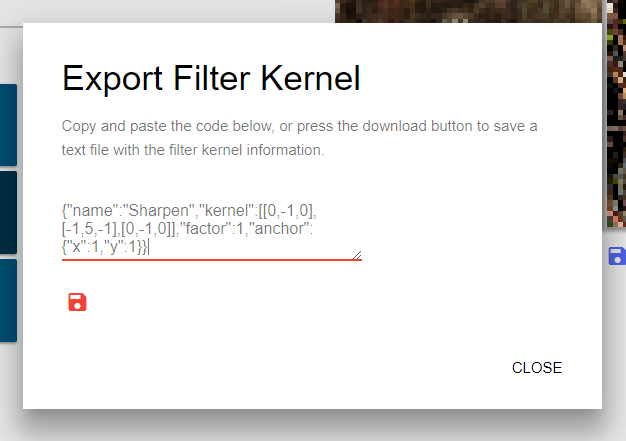 Export Filter Kernel
Copy and paste the code below, or press the download button to save a
text file with the filter kernel information.
{"name":"Sharpen","kernel":[[0,-1,0],
[-1,5,-1],[0,-1,0]],"factor":1,"anchor":
{"x":1,"y":1}}
CLOSE